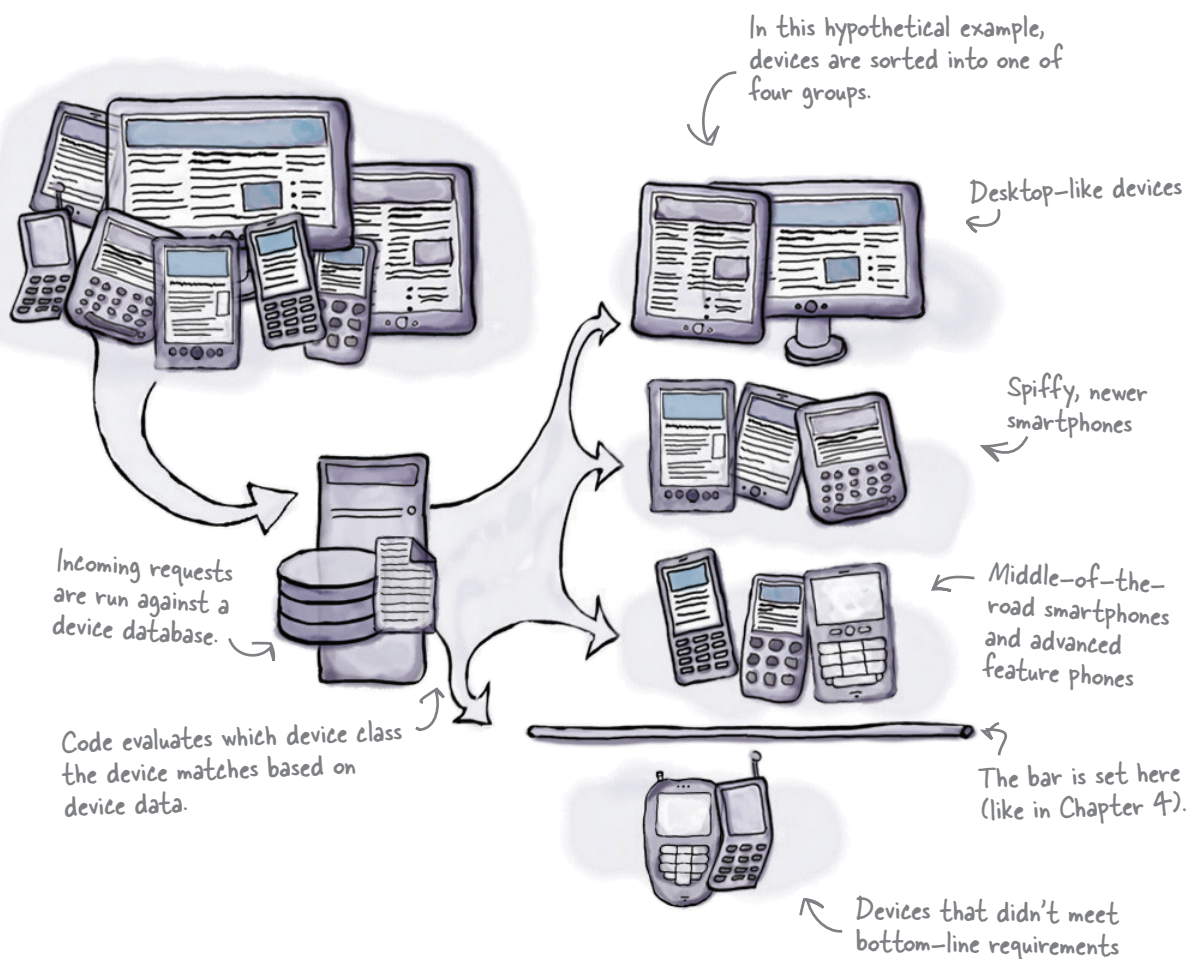 In this hypothetical example,
devices are sorted into one of
four groups.
Desktop-like devices
Spiffy, newer
smartphones
Incoming requests
are run against a
device database.
Middle-of-the-
road smartphones
and advanced
feature phones
Code evaluates which device class
the device matches based on
device data.
The bar is set here
(like in Chapter 4).
Devices that didn't meet
bottom-line requirements